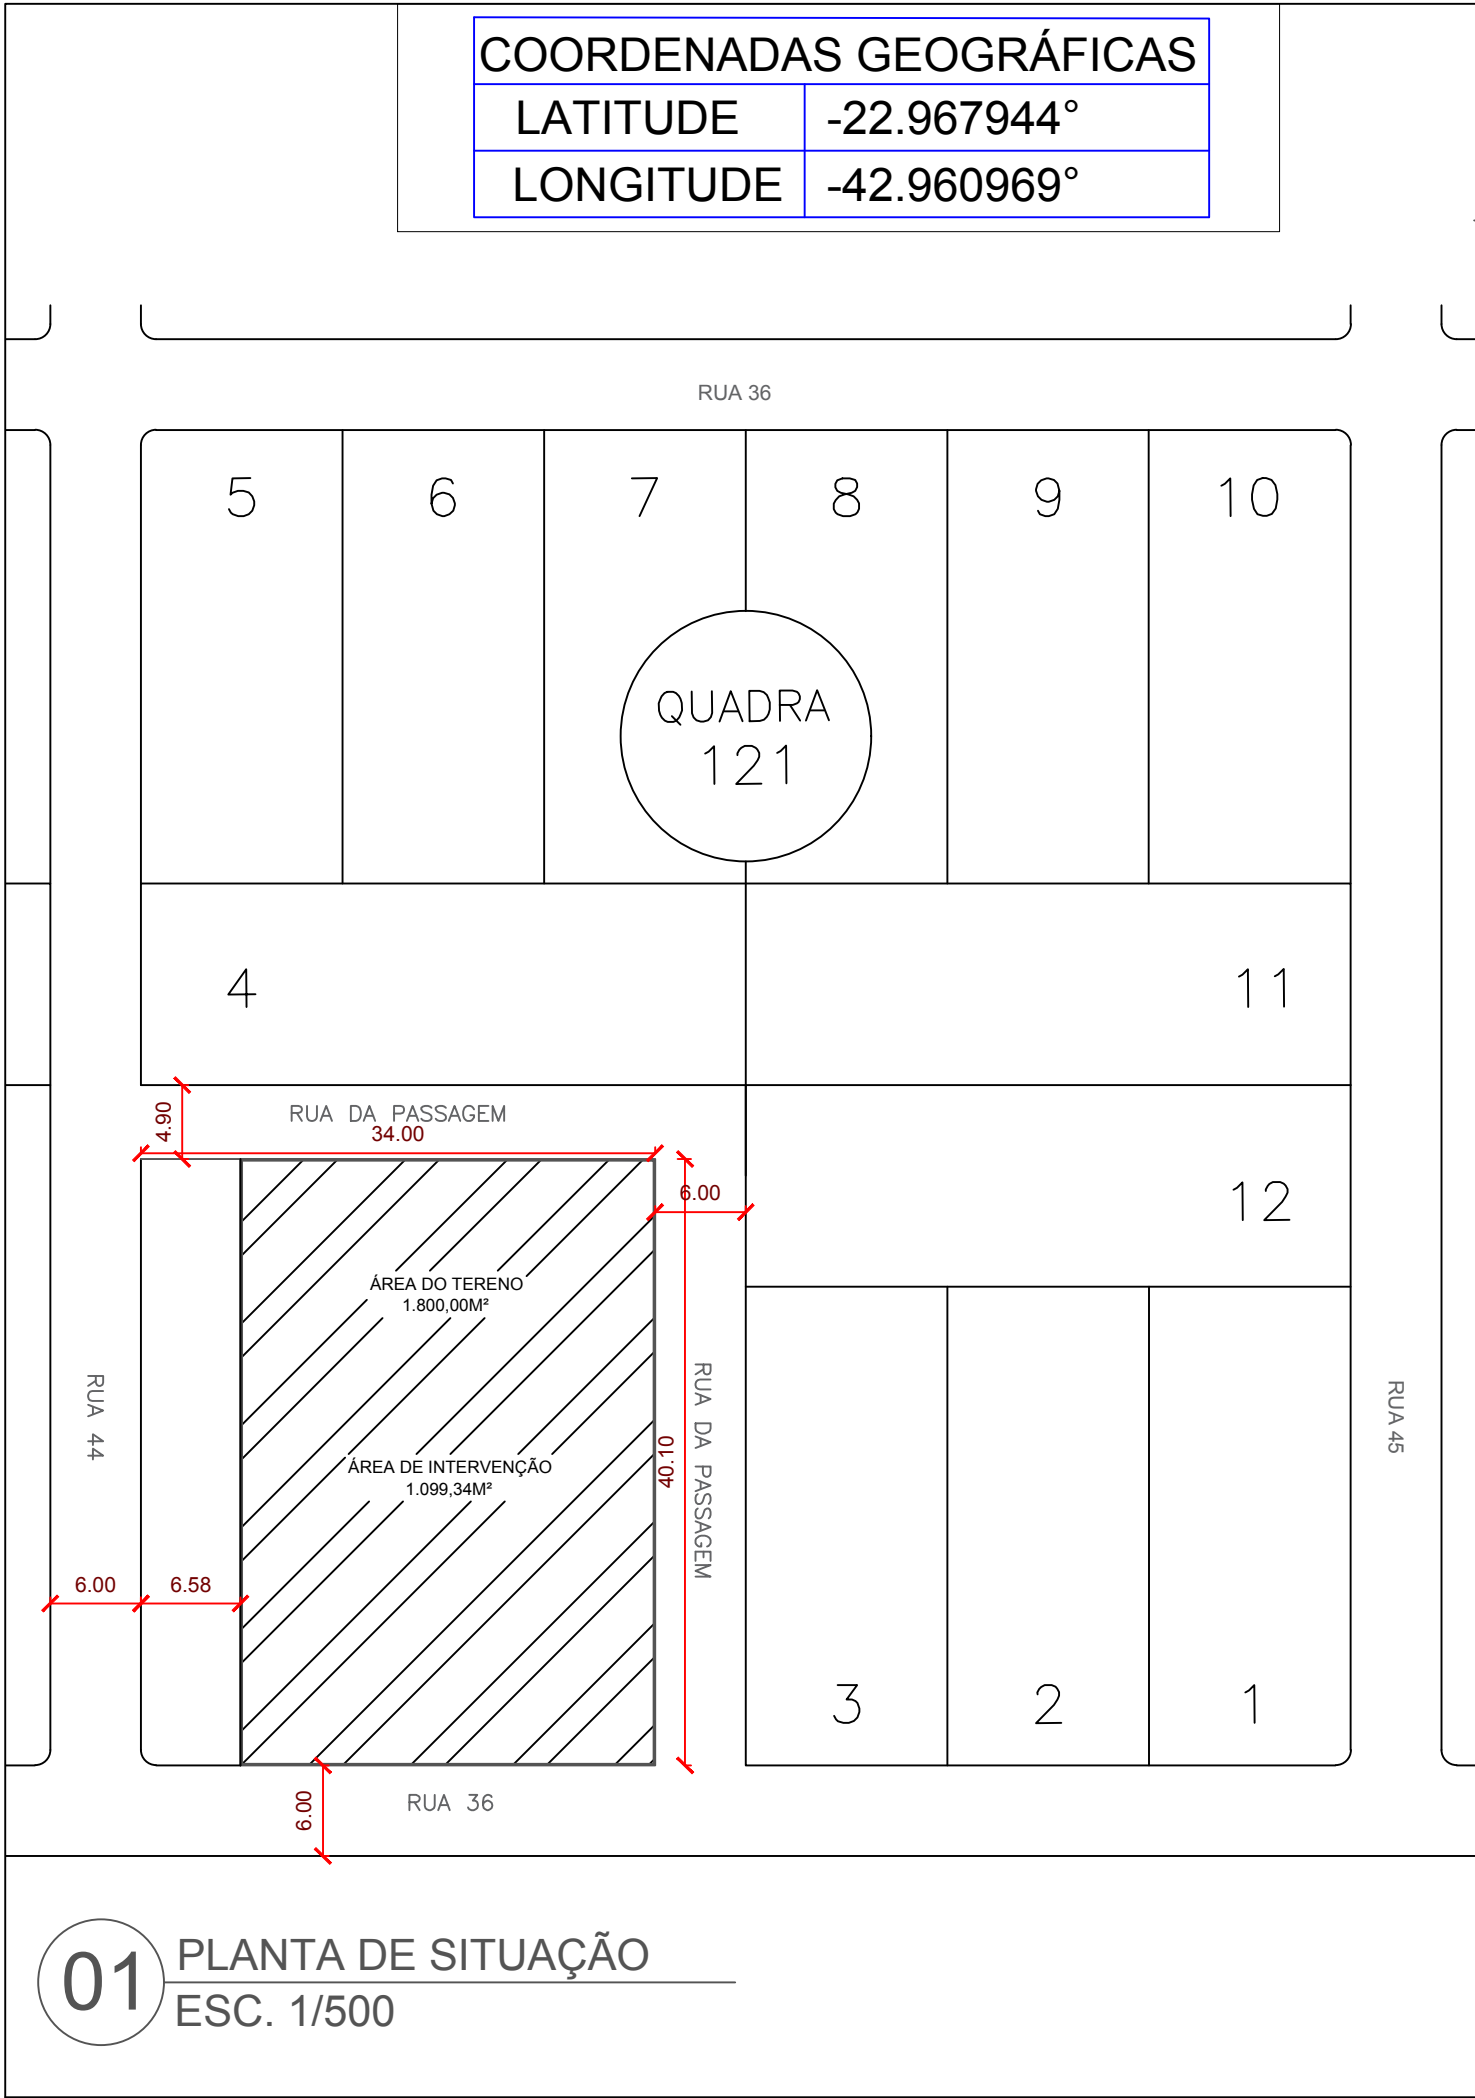 COORDENADAS GEOGRÁFICAS
LATITUDE -22.967944°
LONGITUDE -42.960969°
RUA 36
5 6 7 8 9 10
QUADRA
121
4 11
RUA DA PASSAGEM
4.90
34.00
6.00
12
ÁREA DO TERENO
1.800,00M²
RUA 44
RUA DA PASSAGEM
RUA 45
40.10
ÁREA DE INTERVENÇÃO
1.099,34M²
6.00 6.58
3 2 1
6.00
RUA 36
01
PLANTA DE SITUAÇÃO
ESC. 1/500